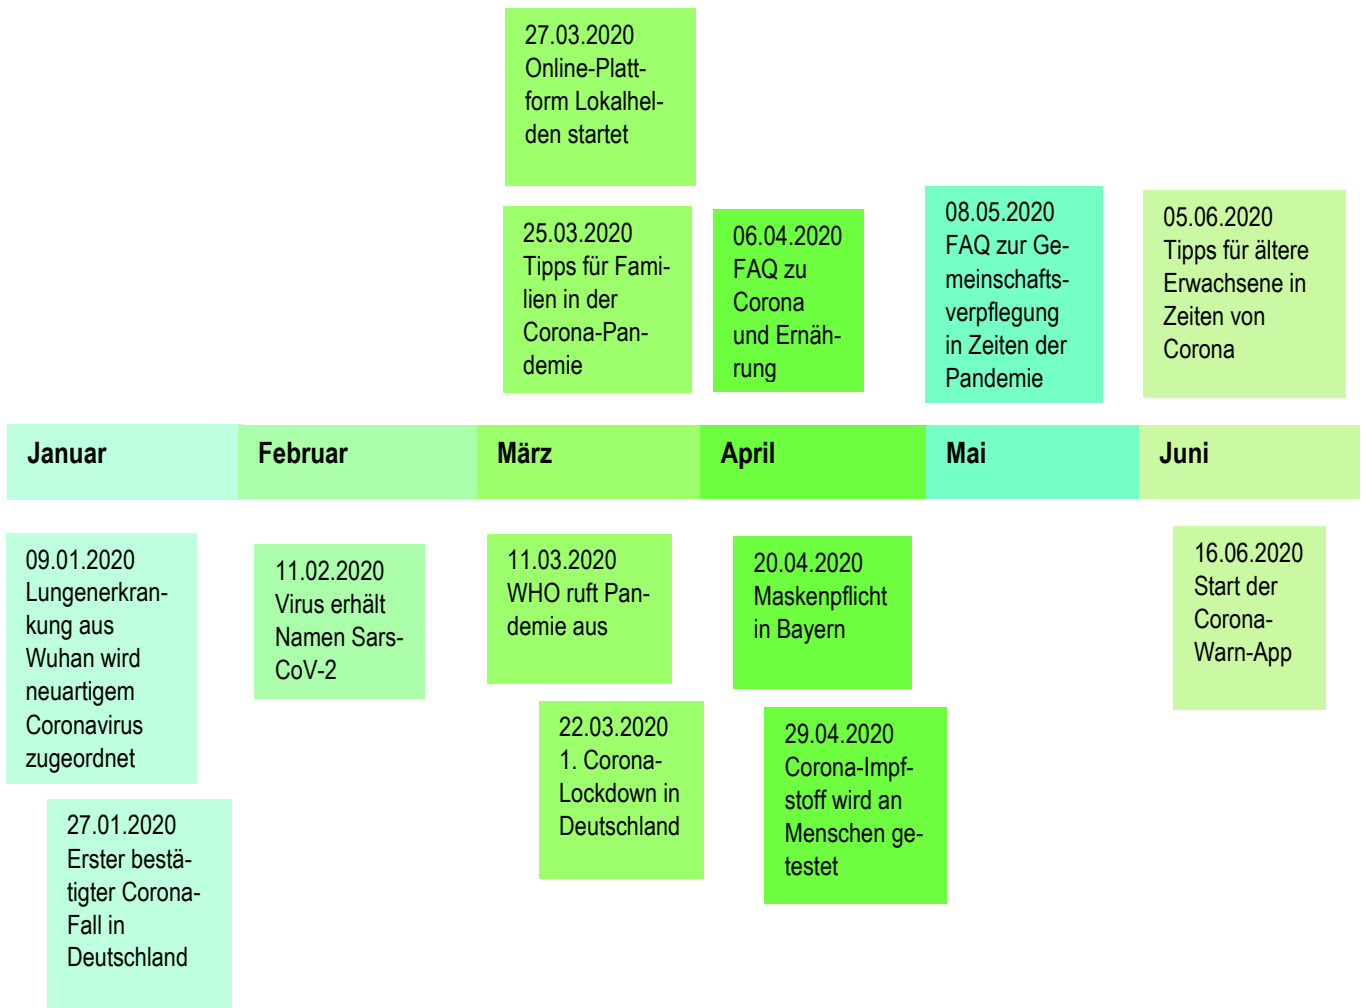 27.03.2020
Online-Platt-
form Lokalhel-
den startet
25.03.2020
Tipps für Fami-
lien in der
Corona-Pan-
demie
06.04.2020
FAQ zu
Corona
und Ernäh-
rung
08.05.2020
FAQ zur Ge-
meinschafts-
verpflegung
in Zeiten der
Pandemie
05.06.2020
Tipps für ältere
Erwachsene in
Zeiten von
Corona
Januar
Februar
März
April
Mai
Juni
09.01.2020
Lungenerkran-
kung aus
Wuhan wird
neuartigem
Coronavirus
zugeordnet
27.01.2020
Erster bestä-
tigter Corona-
Fall in
Deutschland
11.02.2020
Virus erhält
Namen Sars-
CoV-2
11.03.2020
WHO ruft Pan-
demie aus
22.03.2020
1. Corona-
Lockdown in
Deutschland
20.04.2020
Maskenpflicht
in Bayern
29.04.2020
Corona-Impf-
stoff wird an
Menschen ge-
testet
16.06.2020
Start der
Corona-
Warn-App